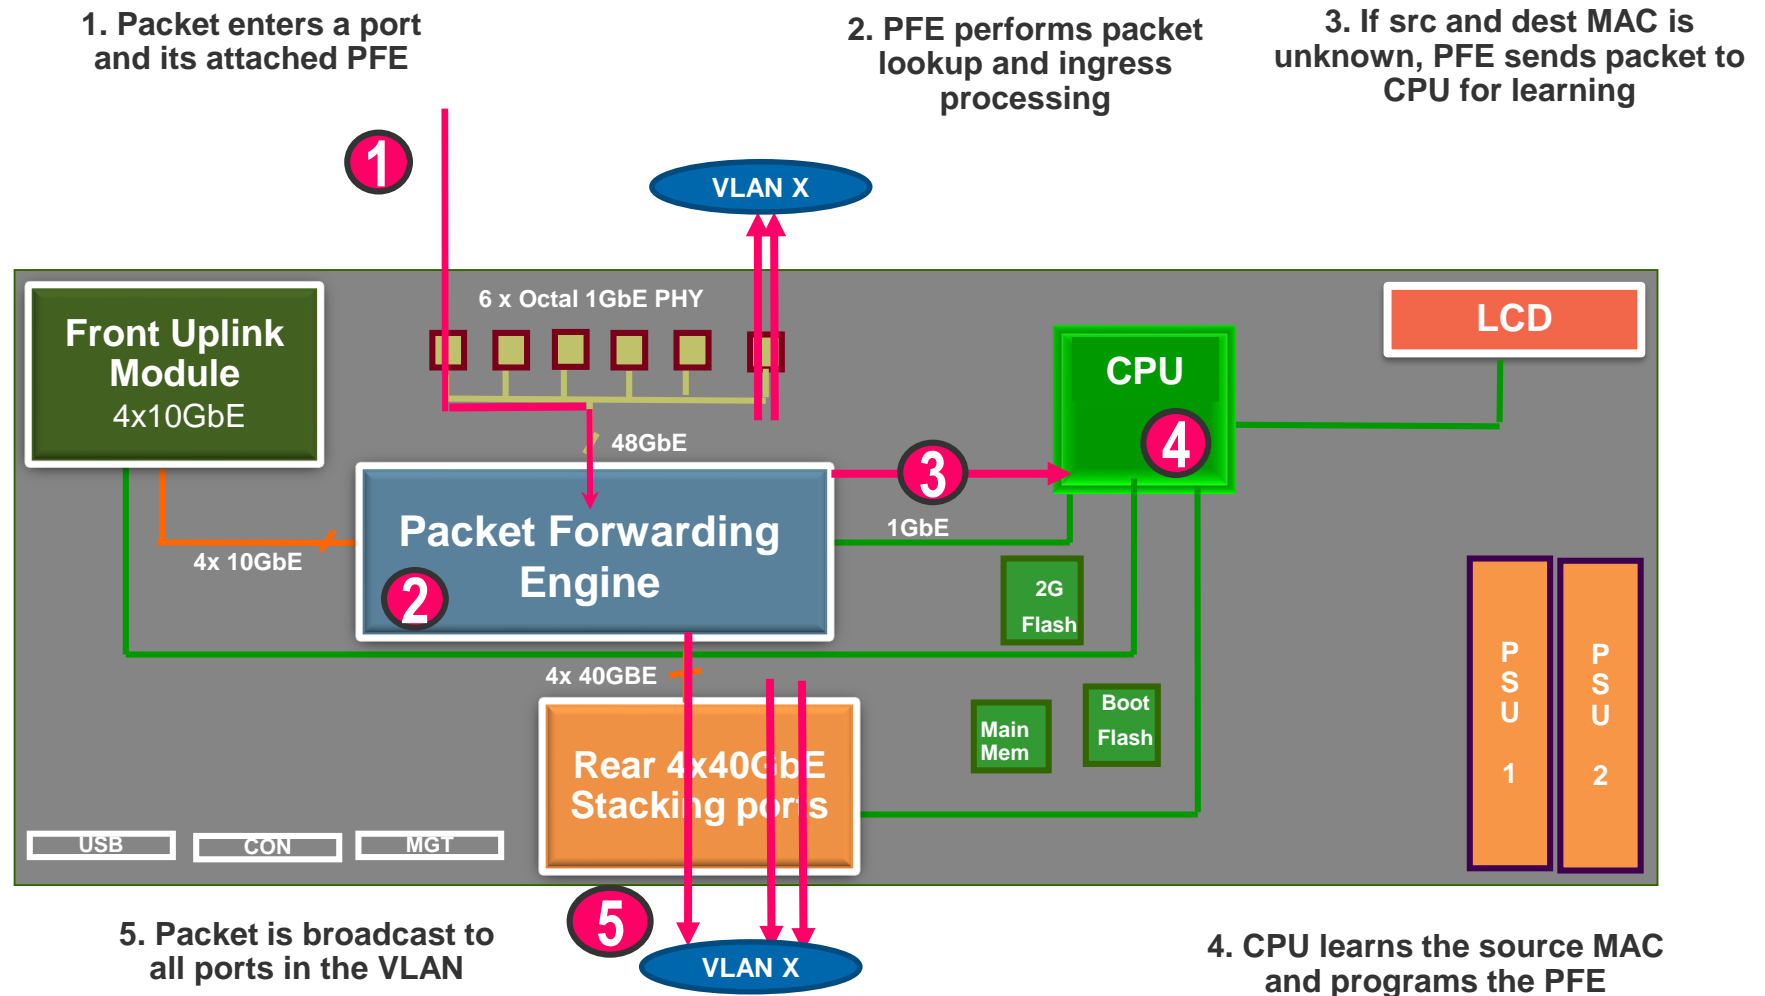 1. Packet enters a port
and its attached PFE
2. PFE performs packet
lookup and ingress
processing
3. If src and dest MAC is
unknown, PFE sends packet to
CPU for learning
1
VLAN X
6 x Octal 1GbE PHY
Front Uplink
Module
4x10GbE
LCD
CPU
4
48GbE
3
1GbE
Packet Forwarding
Engine
2
4x 10GbE
2G
Flash
4x 40GBE
Boot
Flash
Main
Mem
Rear 4x40GbE
Stacking ports
P
S
U
1
P
S
U
2
USB
CON
MGT
5
VLAN X
5. Packet is broadcast to
all ports in the VLAN
4. CPU learns the source MAC
and programs the PFE